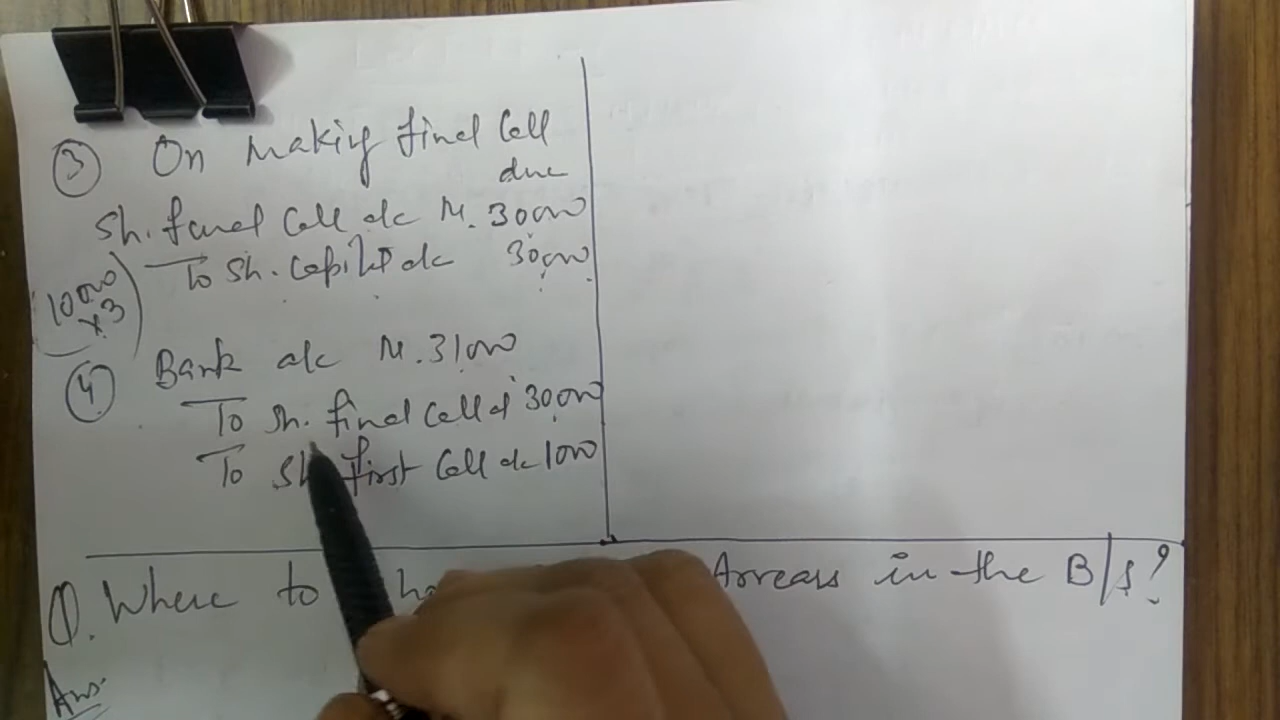 ③ On Making final Call
due
Sh. final Call a/c Dr. 30000
To Sh. Capital a/c 30000
(10000
x3)
④ Bank a/c Dr. 31000
To Sh. final Call a/c 30000
To Sh. first Call a/c 1000
Q. Where to Arrears in the B/S?
Ans.